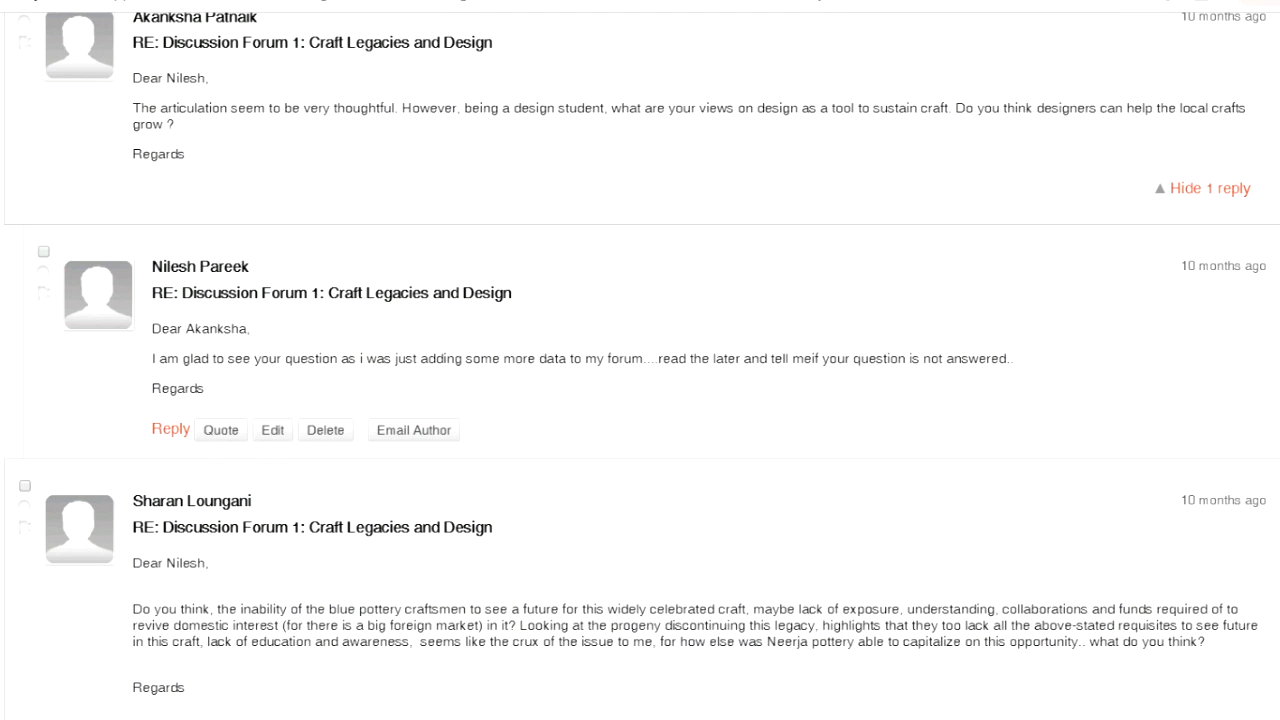 Akanksha Patnaik
10 months ago
RE: Discussion Forum 1: Craft Legacies and Design
Dear Nilesh,
The articulation seem to be very thoughtful. However, being a design student, what are your views on design as a tool to sustain craft. Do you think designers can help the local crafts
grow ?
Regards
▲ Hide 1 reply
Nilesh Pareek
10 months ago
RE: Discussion Forum 1: Craft Legacies and Design
Dear Akanksha,
I am glad to see your question as i was just adding some more data to my forum....read the later and tell meif your question is not answered..
Regards
Reply Quote Edit Delete Email Author
Sharan Loungani
10 months ago
RE: Discussion Forum 1: Craft Legacies and Design
Dear Nilesh,
Do you think, the inability of the blue pottery craftsmen to see a future for this widely celebrated craft, maybe lack of exposure, understanding, collaborations and funds required of to
revive domestic interest (for there is a big foreign market) in it? Looking at the progeny discontinuing this legacy, highlights that they too lack all the above-stated requisites to see future
in this craft, lack of education and awareness,  seems like the crux of the issue to me, for how else was Neerja pottery able to capitalize on this opportunity.. what do you think?
Regards